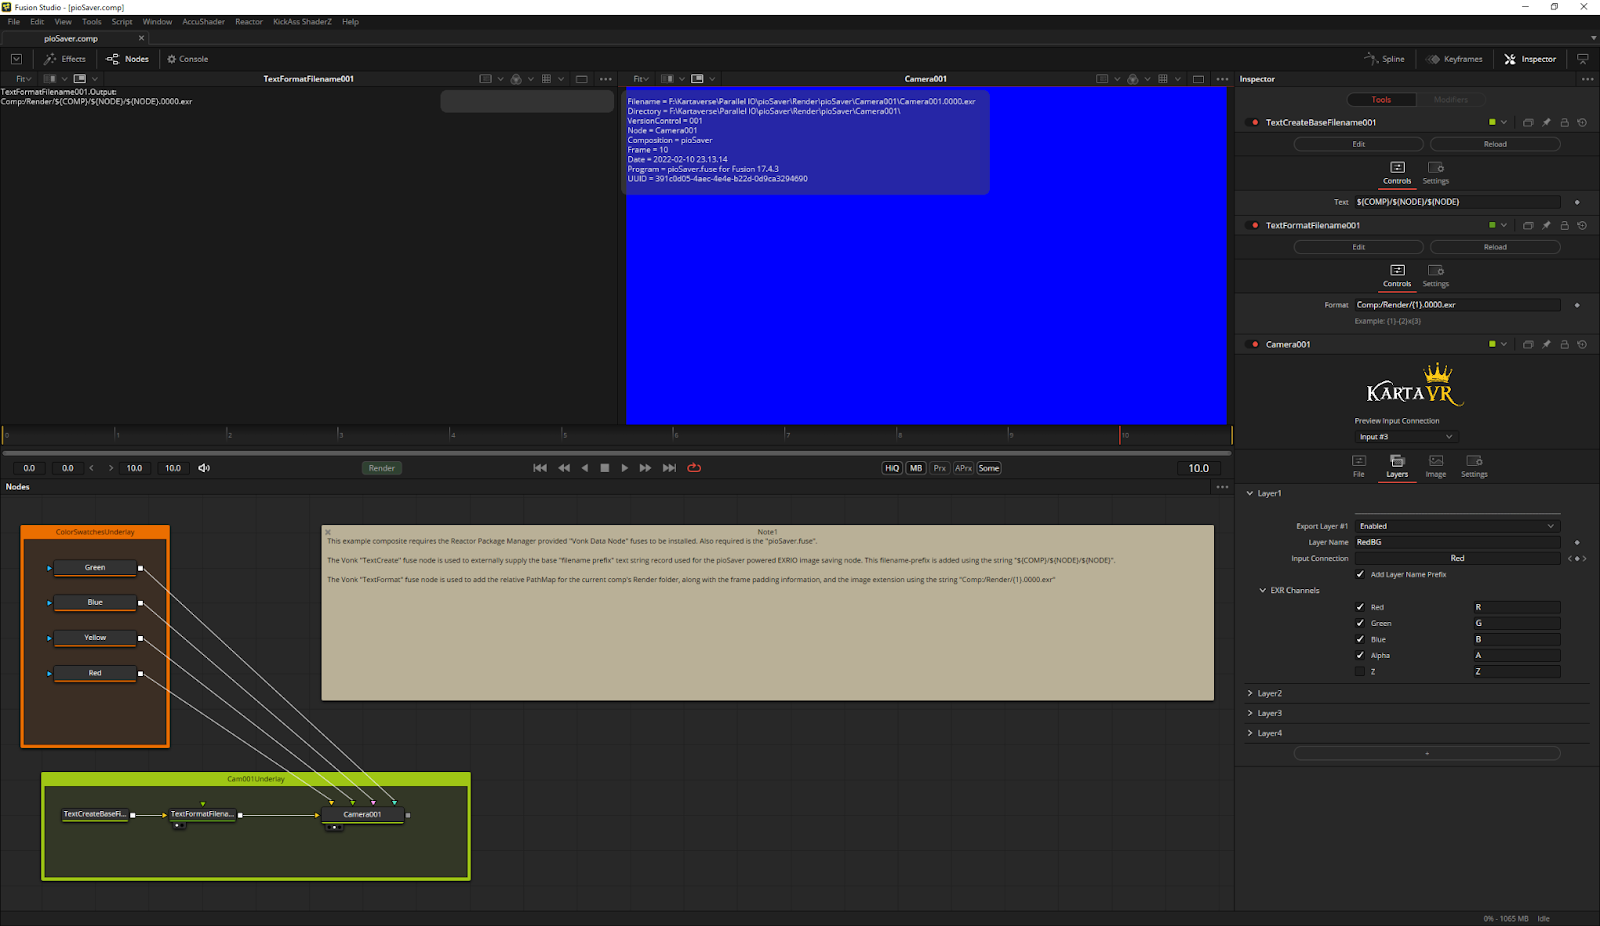 Fusion Studio - [pioSaver.comp]
File Edit View Tools Script Window AccuShader Reactor KickAss ShaderZ Help
pioSaver.comp
Effects Nodes Console Spline Keyframes Inspector
Fit TextFormatFilename001 Fit Camera001 Inspector
TextFormatFilename001.Output:
Comp:/Render/${COMP}/${NODE}/${NODE}.0000.exr
Filename = F:\Kartaverse\Parallel IO\pioSaver\Render\pioSaver\Camera001\Camera001.0000.exr
Directory = F:\Kartaverse\Parallel IO\pioSaver\Render\pioSaver\Camera001\
VersionControl = 001
Node = Camera001
Composition = pioSaver
Frame = 10
Date = 2022-02-10 23.13.14
Program = pioSaver.fuse for Fusion 17.4.3
UUID = 391c0d05-4aec-4e4e-b22d-0d9ca3294690
Tools Modifiers
TextCreateBaseFilename001
Edit Reload
Controls Settings
Text ${COMP}/${NODE}/${NODE}
TextFormatFilename001
Edit Reload
Controls Settings
Format Comp:/Render/{1}.0000.exr
Example: {1}-{2}x{3}
Camera001
KARTAVR
Preview Input Connection
Input #3
File Layers Image Settings
Layer1
Export Layer #1 Enabled
Layer Name RedBG
Input Connection Red
Add Layer Name Prefix
EXR Channels
Red R
Green G
Blue B
Alpha A
Z Z
Layer2
Layer3
Layer4
+
0 1 2 3 4 5 6 7 8 9 10
0.0 0.0 10.0 10.0 Render HiQ MB Prx APrx Some 10.0
Nodes
ColorSwatchesUnderlay
Green
Blue
Yellow
Red
Note1
This example composite requires the Reactor Package Manager provided "Vonk Data Node" fuses to be installed. Also required is the "pioSaver.fuse".
The Vonk "TextCreate" fuse node is used to externally supply the base "filename prefix" text string record used for the pioSaver powered EXRIO image saving node. This filename-prefix is added using the string "${COMP}/${NODE}/${NODE}".
The Vonk "TextFormat" fuse node is used to add the relative PathMap for the current comp's Render folder, along with the frame padding information, and the image extension using the string "Comp:/Render/{1}.0000.exr"
Cam001Underlay
TextCreateBaseFi... TextFormatFilena... Camera001
0% - 1065 MB Idle